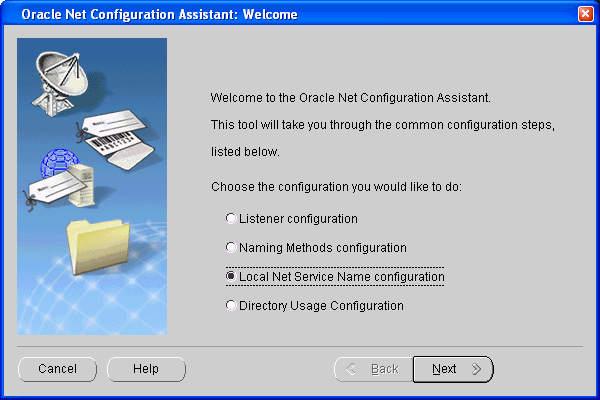 Oracle Net Configuration Assistant: Welcome
Welcome to the Oracle Net Configuration Assistant.
This tool will take you through the common configuration steps,
listed below.
Choose the configuration you would like to do:
Listener configuration
Naming Methods configuration
Local Net Service Name configuration
Directory Usage Configuration
Cancel
Help
Back
Next